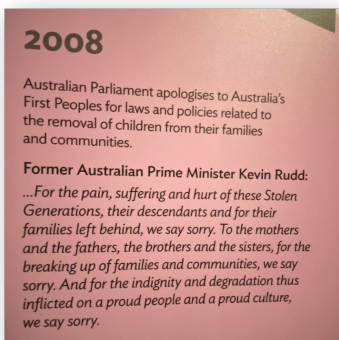 2008
Australian Parliament apologises to Australia's
First Peoples for laws and policies related to
the removal of children from their families
and communities.
Former Australian Prime Minister Kevin Rudd:
...For the pain, suffering and hurt of these Stolen
Generations, their descendants and for their
families left behind, we say sorry. To the mothers
and the fathers, the brothers and the sisters, for the
breaking up of families and communities, we say
sorry. And for the indignity and degradation thus
inflicted on a proud people and a proud culture,
we say sorry.